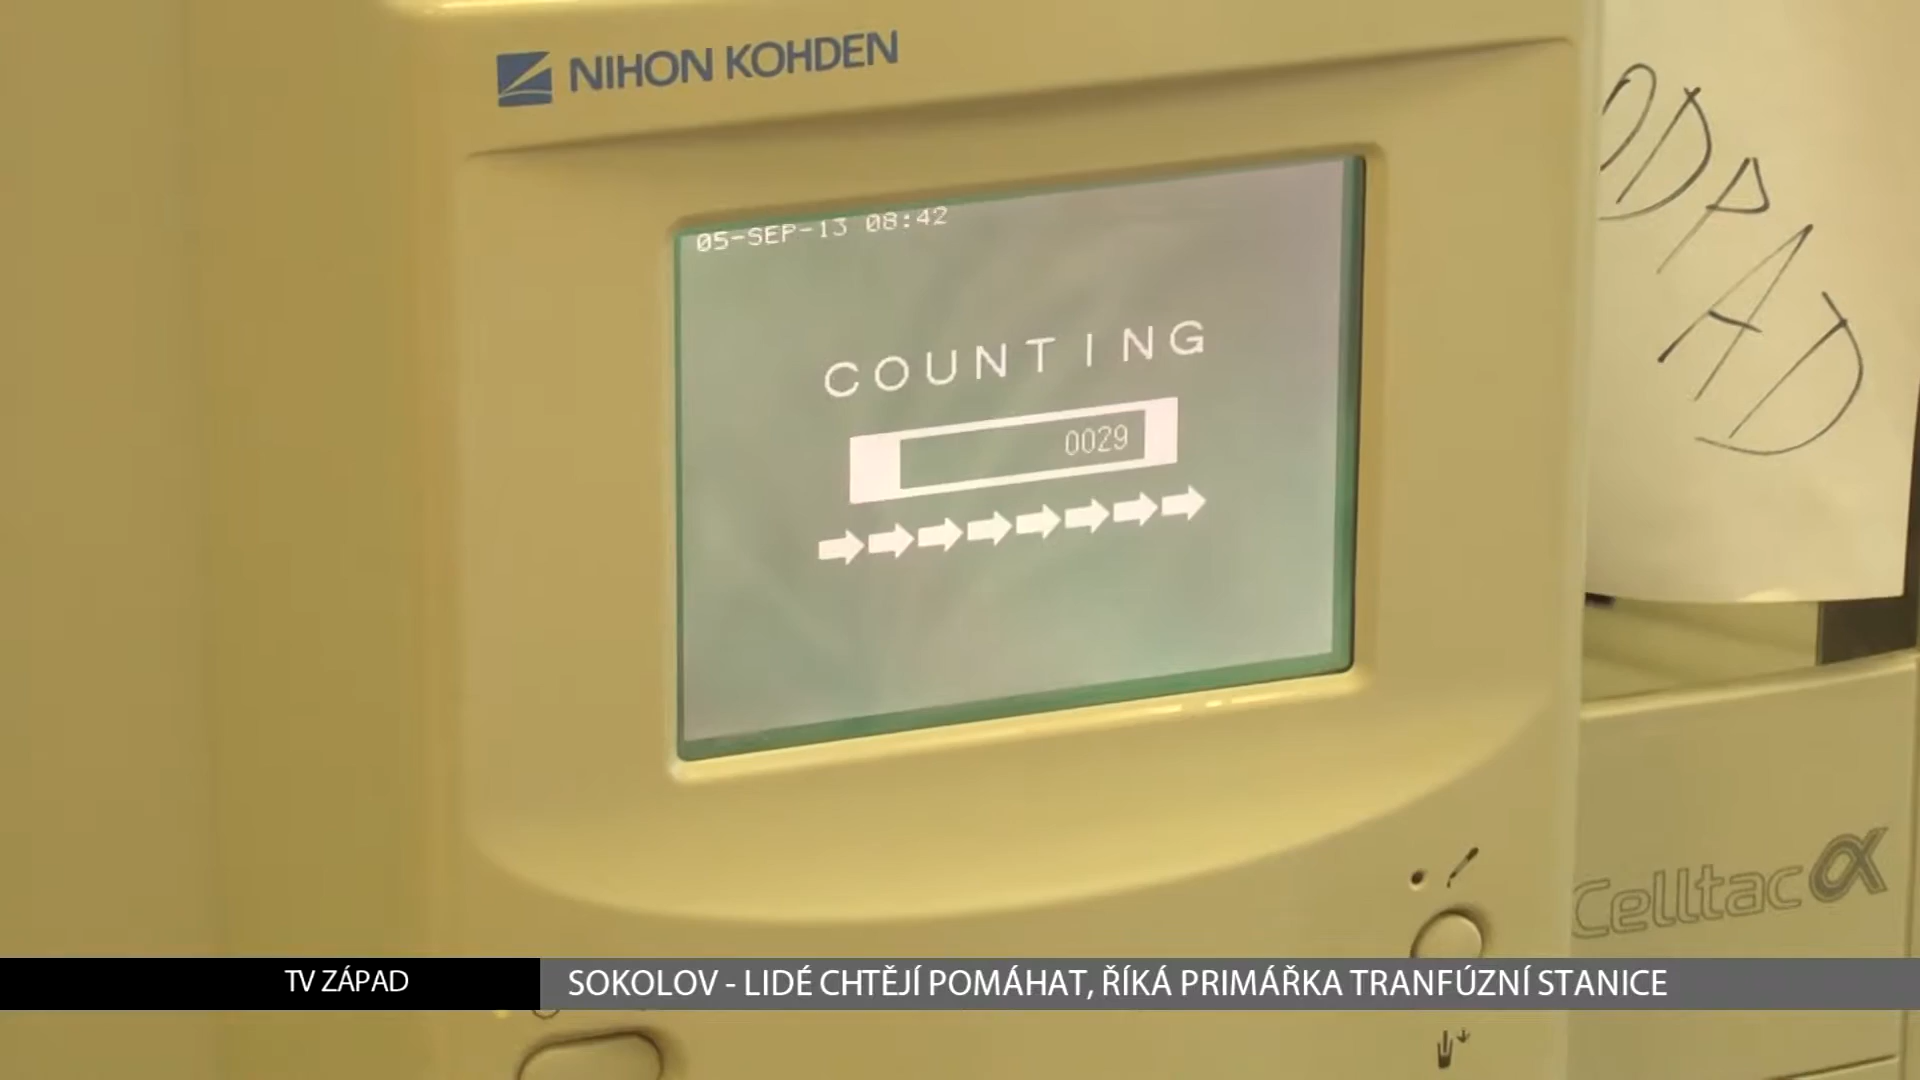 NIHON KOHDEN
ODPAD
05-SEP-13 08:42
COUNTING
0029
Celltac α
TV ZÁPAD
SOKOLOV - LIDÉ CHTĚJÍ POMÁHAT, ŘÍKÁ PRIMÁŘKA TRANFÚZNÍ STANICE